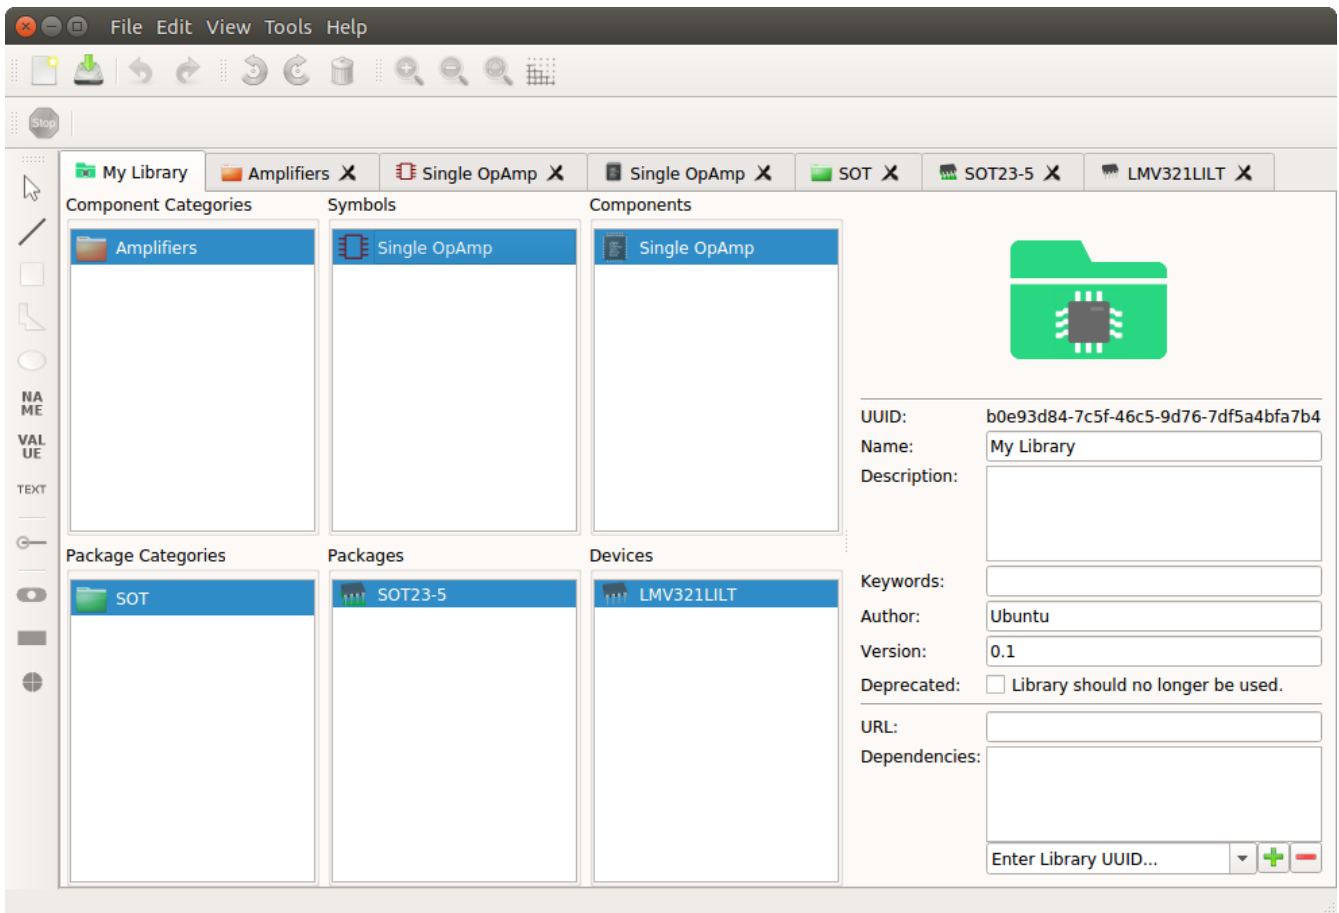 File Edit View Tools Help
Stop
My Library Amplifiers Single OpAmp Single OpAmp SOT SOT23-5 LMV321LILT
NA
ME
VAL
UE
TEXT
Component Categories Symbols Components
Amplifiers Single OpAmp Single OpAmp
Package Categories Packages Devices
SOT SOT23-5 LMV321LILT
UUID: b0e93d84-7c5f-46c5-9d76-7df5a4bfa7b4
Name: My Library
Description:
Keywords:
Author: Ubuntu
Version: 0.1
Deprecated: Library should no longer be used.
URL:
Dependencies:
Enter Library UUID...